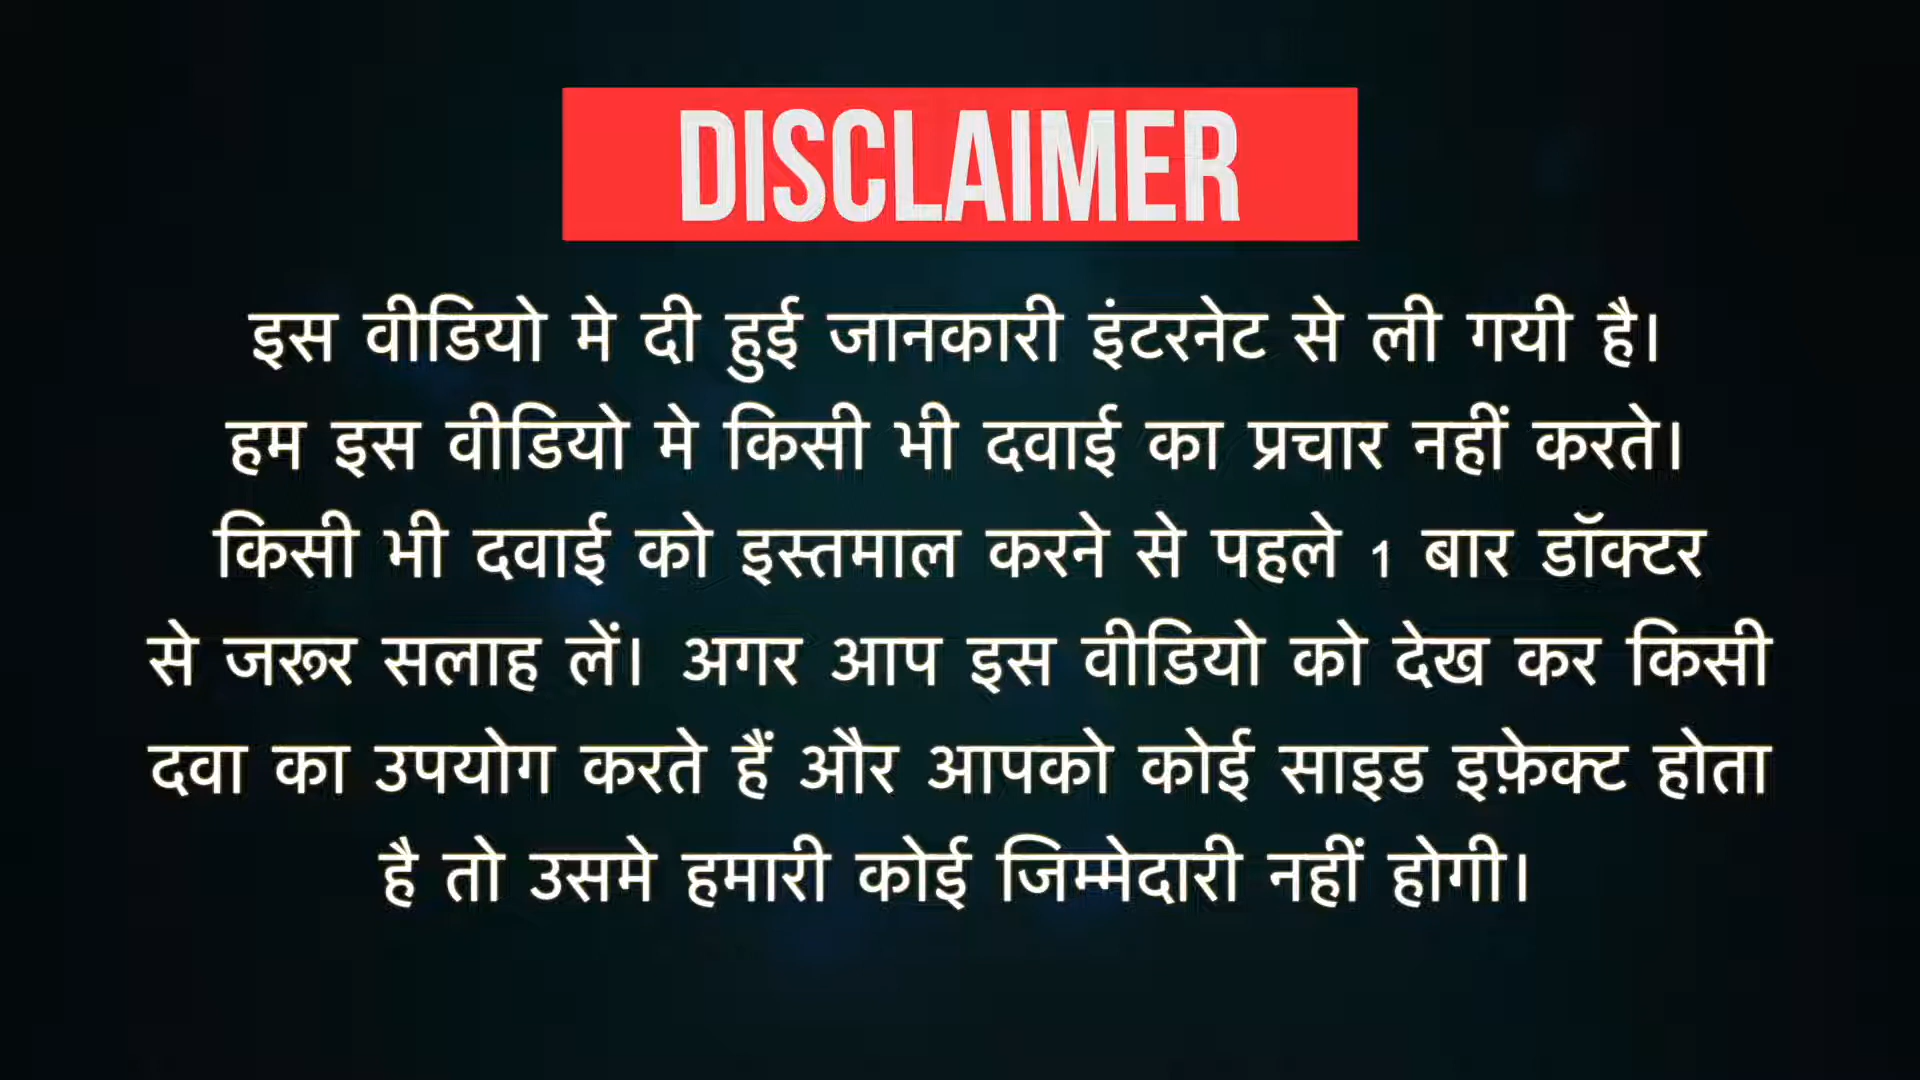 DISCLAIMER
इस वीडियो मे दी हुई जानकारी इंटरनेट से ली गयी है।
हम इस वीडियो मे किसी भी दवाई का प्रचार नहीं करते।
किसी भी दवाई को इस्तमाल करने से पहले 1 बार डॉक्टर
से जरूर सलाह लें। अगर आप इस वीडियो को देख कर किसी
दवा का उपयोग करते हैं और आपको कोई साइड इफ़ेक्ट होता
है तो उसमे हमारी कोई जिम्मेदारी नहीं होगी।